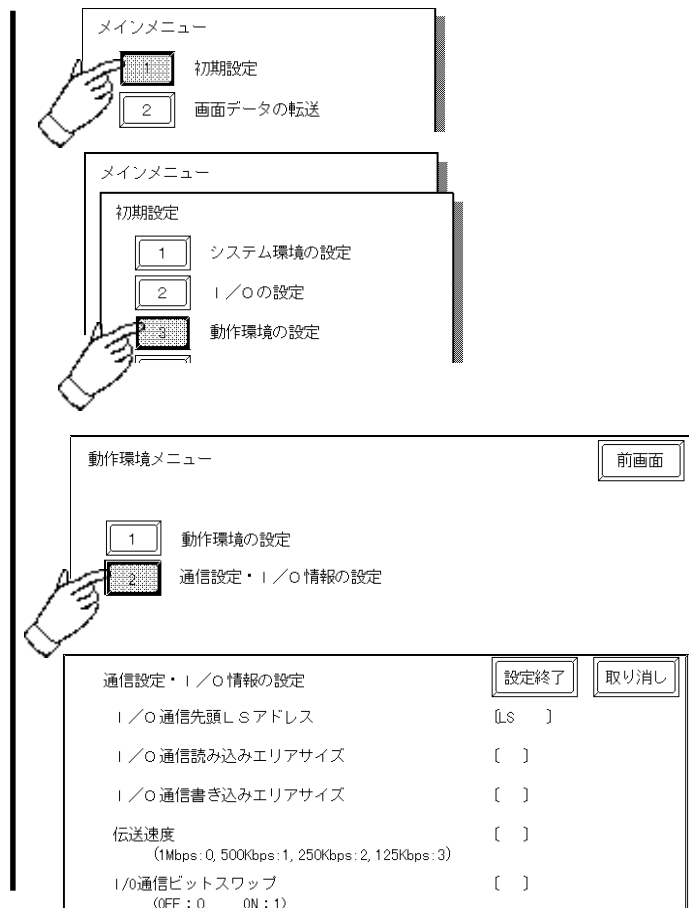 メインメニュー
1 初期設定
2 画面データの転送
メインメニュー
初期設定
1 システム環境の設定
2 I/Oの設定
3 動作環境の設定
動作環境メニュー 前画面
1 動作環境の設定
2 通信設定・I/O情報の設定
通信設定・I/O情報の設定 設定終了 取り消し
I/O通信先頭LSアドレス [LS ]
I/O通信読み込みエリアサイズ [ ]
I/O通信書き込みエリアサイズ [ ]
伝送速度 [ ]
(1Mbps:0,500Kbps:1,250Kbps:2,125Kbps:3)
I/O通信ビットスワップ [ ]
(OFF:0 ON:1)